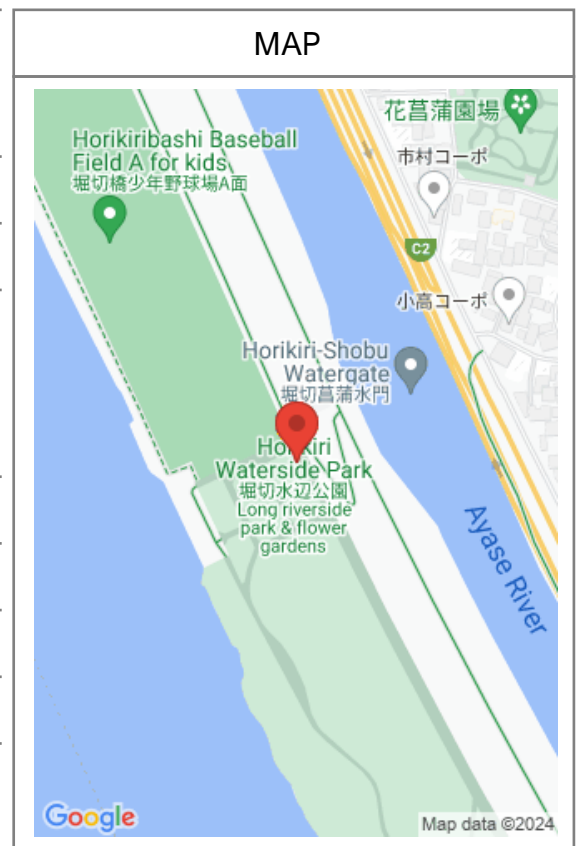 MAP
花菖蒲園場
Horikiribashi Baseball
Field A for kids
堀切橋少年野球場A面
市村コーポ
C2
小高コーポ
Horikiri-Shobu
Watergate
堀切菖蒲水門
Horikiri
Waterside Park
堀切水辺公園
Long riverside
park & flower
gardens
Ayase River
Google
Map data ©2024